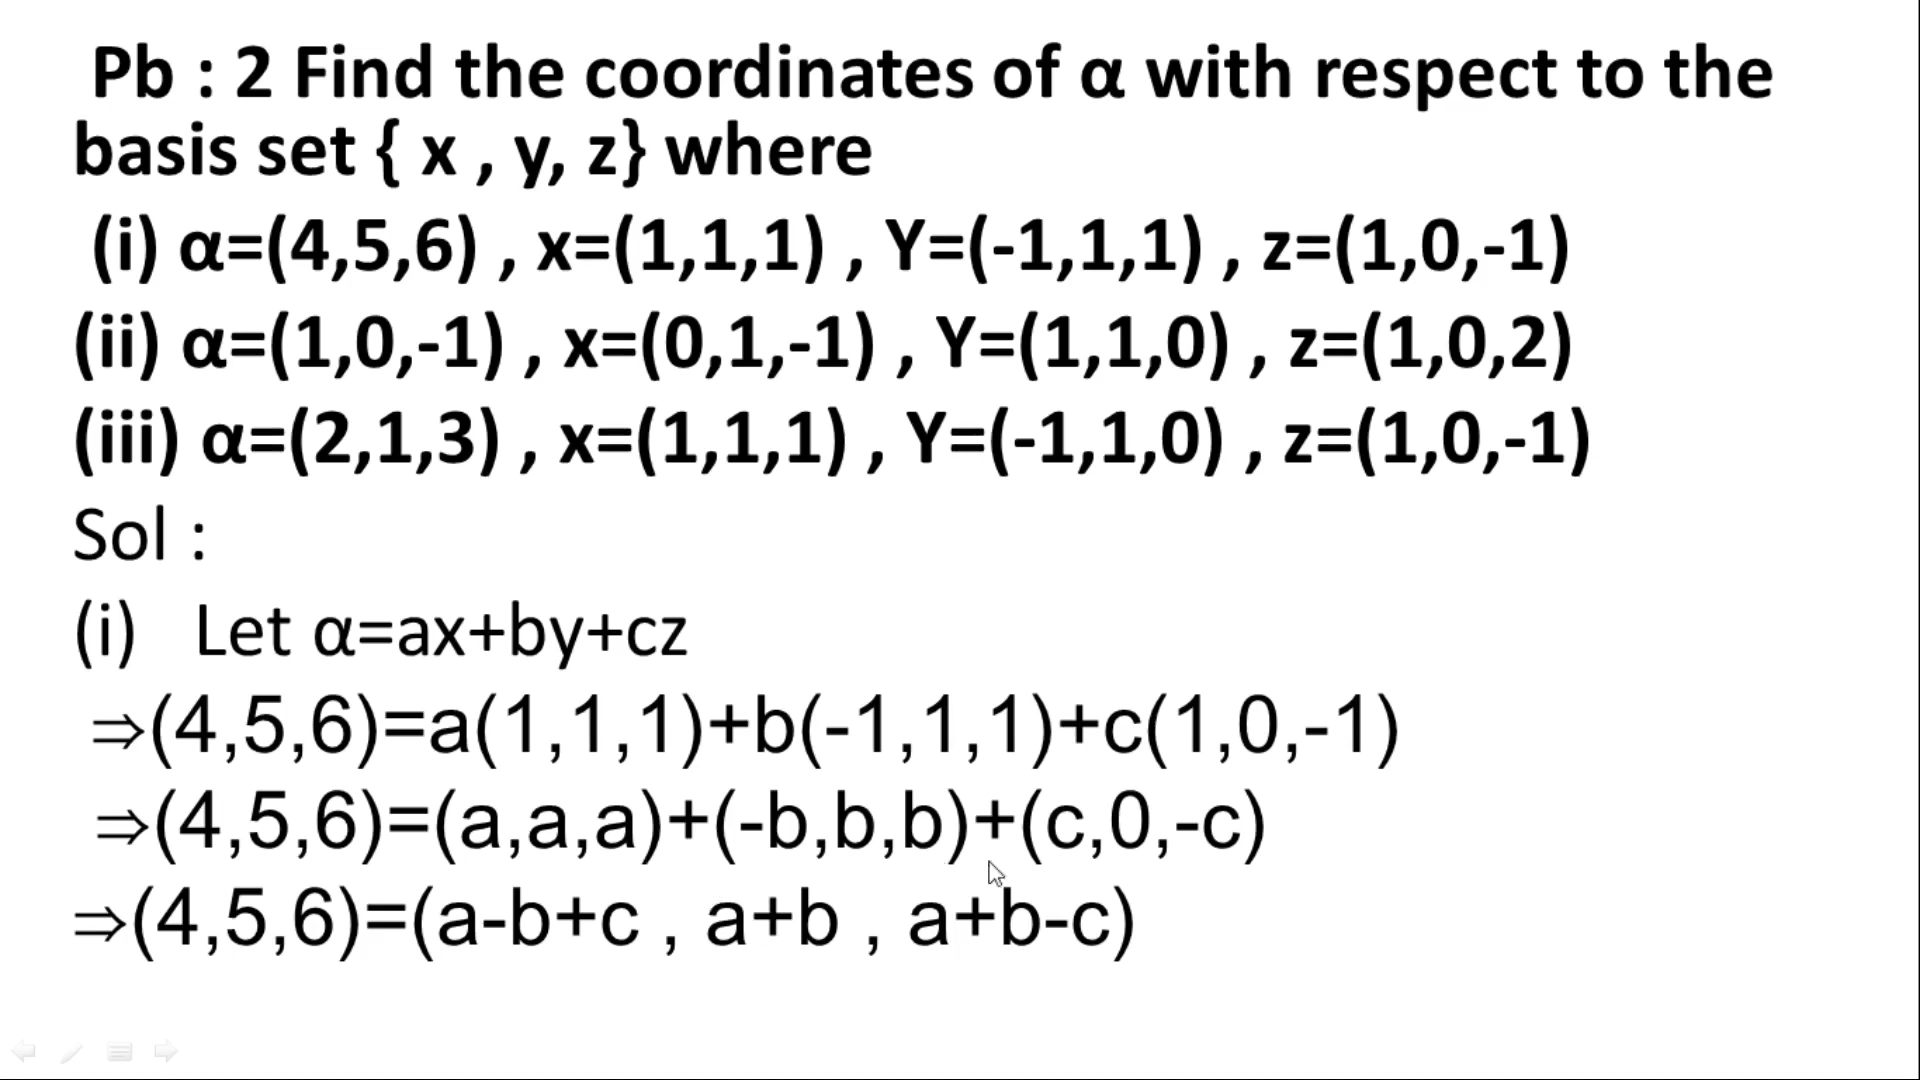 Pb : 2 Find the coordinates of α with respect to the
basis set { x , y, z} where
(i) α=(4,5,6) , x=(1,1,1) , Y=(-1,1,1) , z=(1,0,-1)
(ii) α=(1,0,-1) , x=(0,1,-1) , Y=(1,1,0) , z=(1,0,2)
(iii) α=(2,1,3) , x=(1,1,1) , Y=(-1,1,0) , z=(1,0,-1)
Sol :
(i) Let α=ax+by+cz
⇒(4,5,6)=a(1,1,1)+b(-1,1,1)+c(1,0,-1)
⇒(4,5,6)=(a,a,a)+(-b,b,b)+(c,0,-c)
⇒(4,5,6)=(a-b+c , a+b , a+b-c)